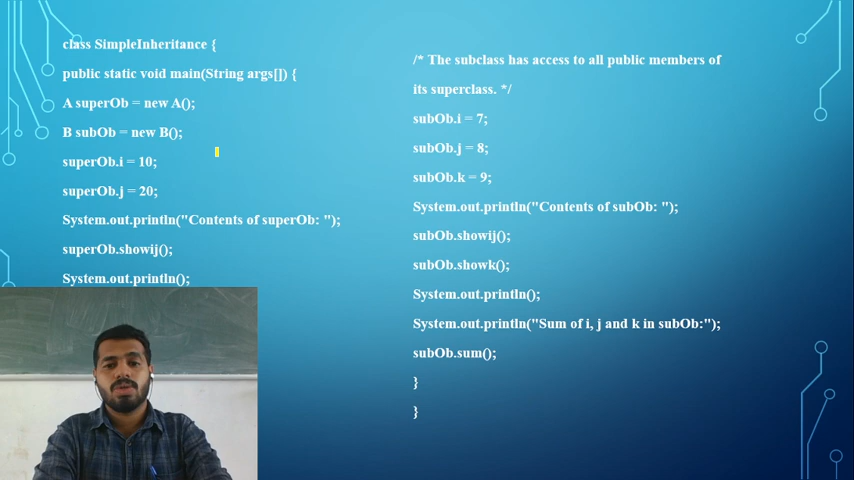 class SimpleInheritance {
public static void main(String args[]) {
A superOb = new A();
B subOb = new B();
superOb.i = 10;
superOb.j = 20;
System.out.println("Contents of superOb: ");
superOb.showij();
System.out.println();
/* The subclass has access to all public members of
its superclass. */
subOb.i = 7;
subOb.j = 8;
subOb.k = 9;
System.out.println("Contents of subOb: ");
subOb.showij();
subOb.showk();
System.out.println();
System.out.println("Sum of i, j and k in subOb:");
subOb.sum();
}
}